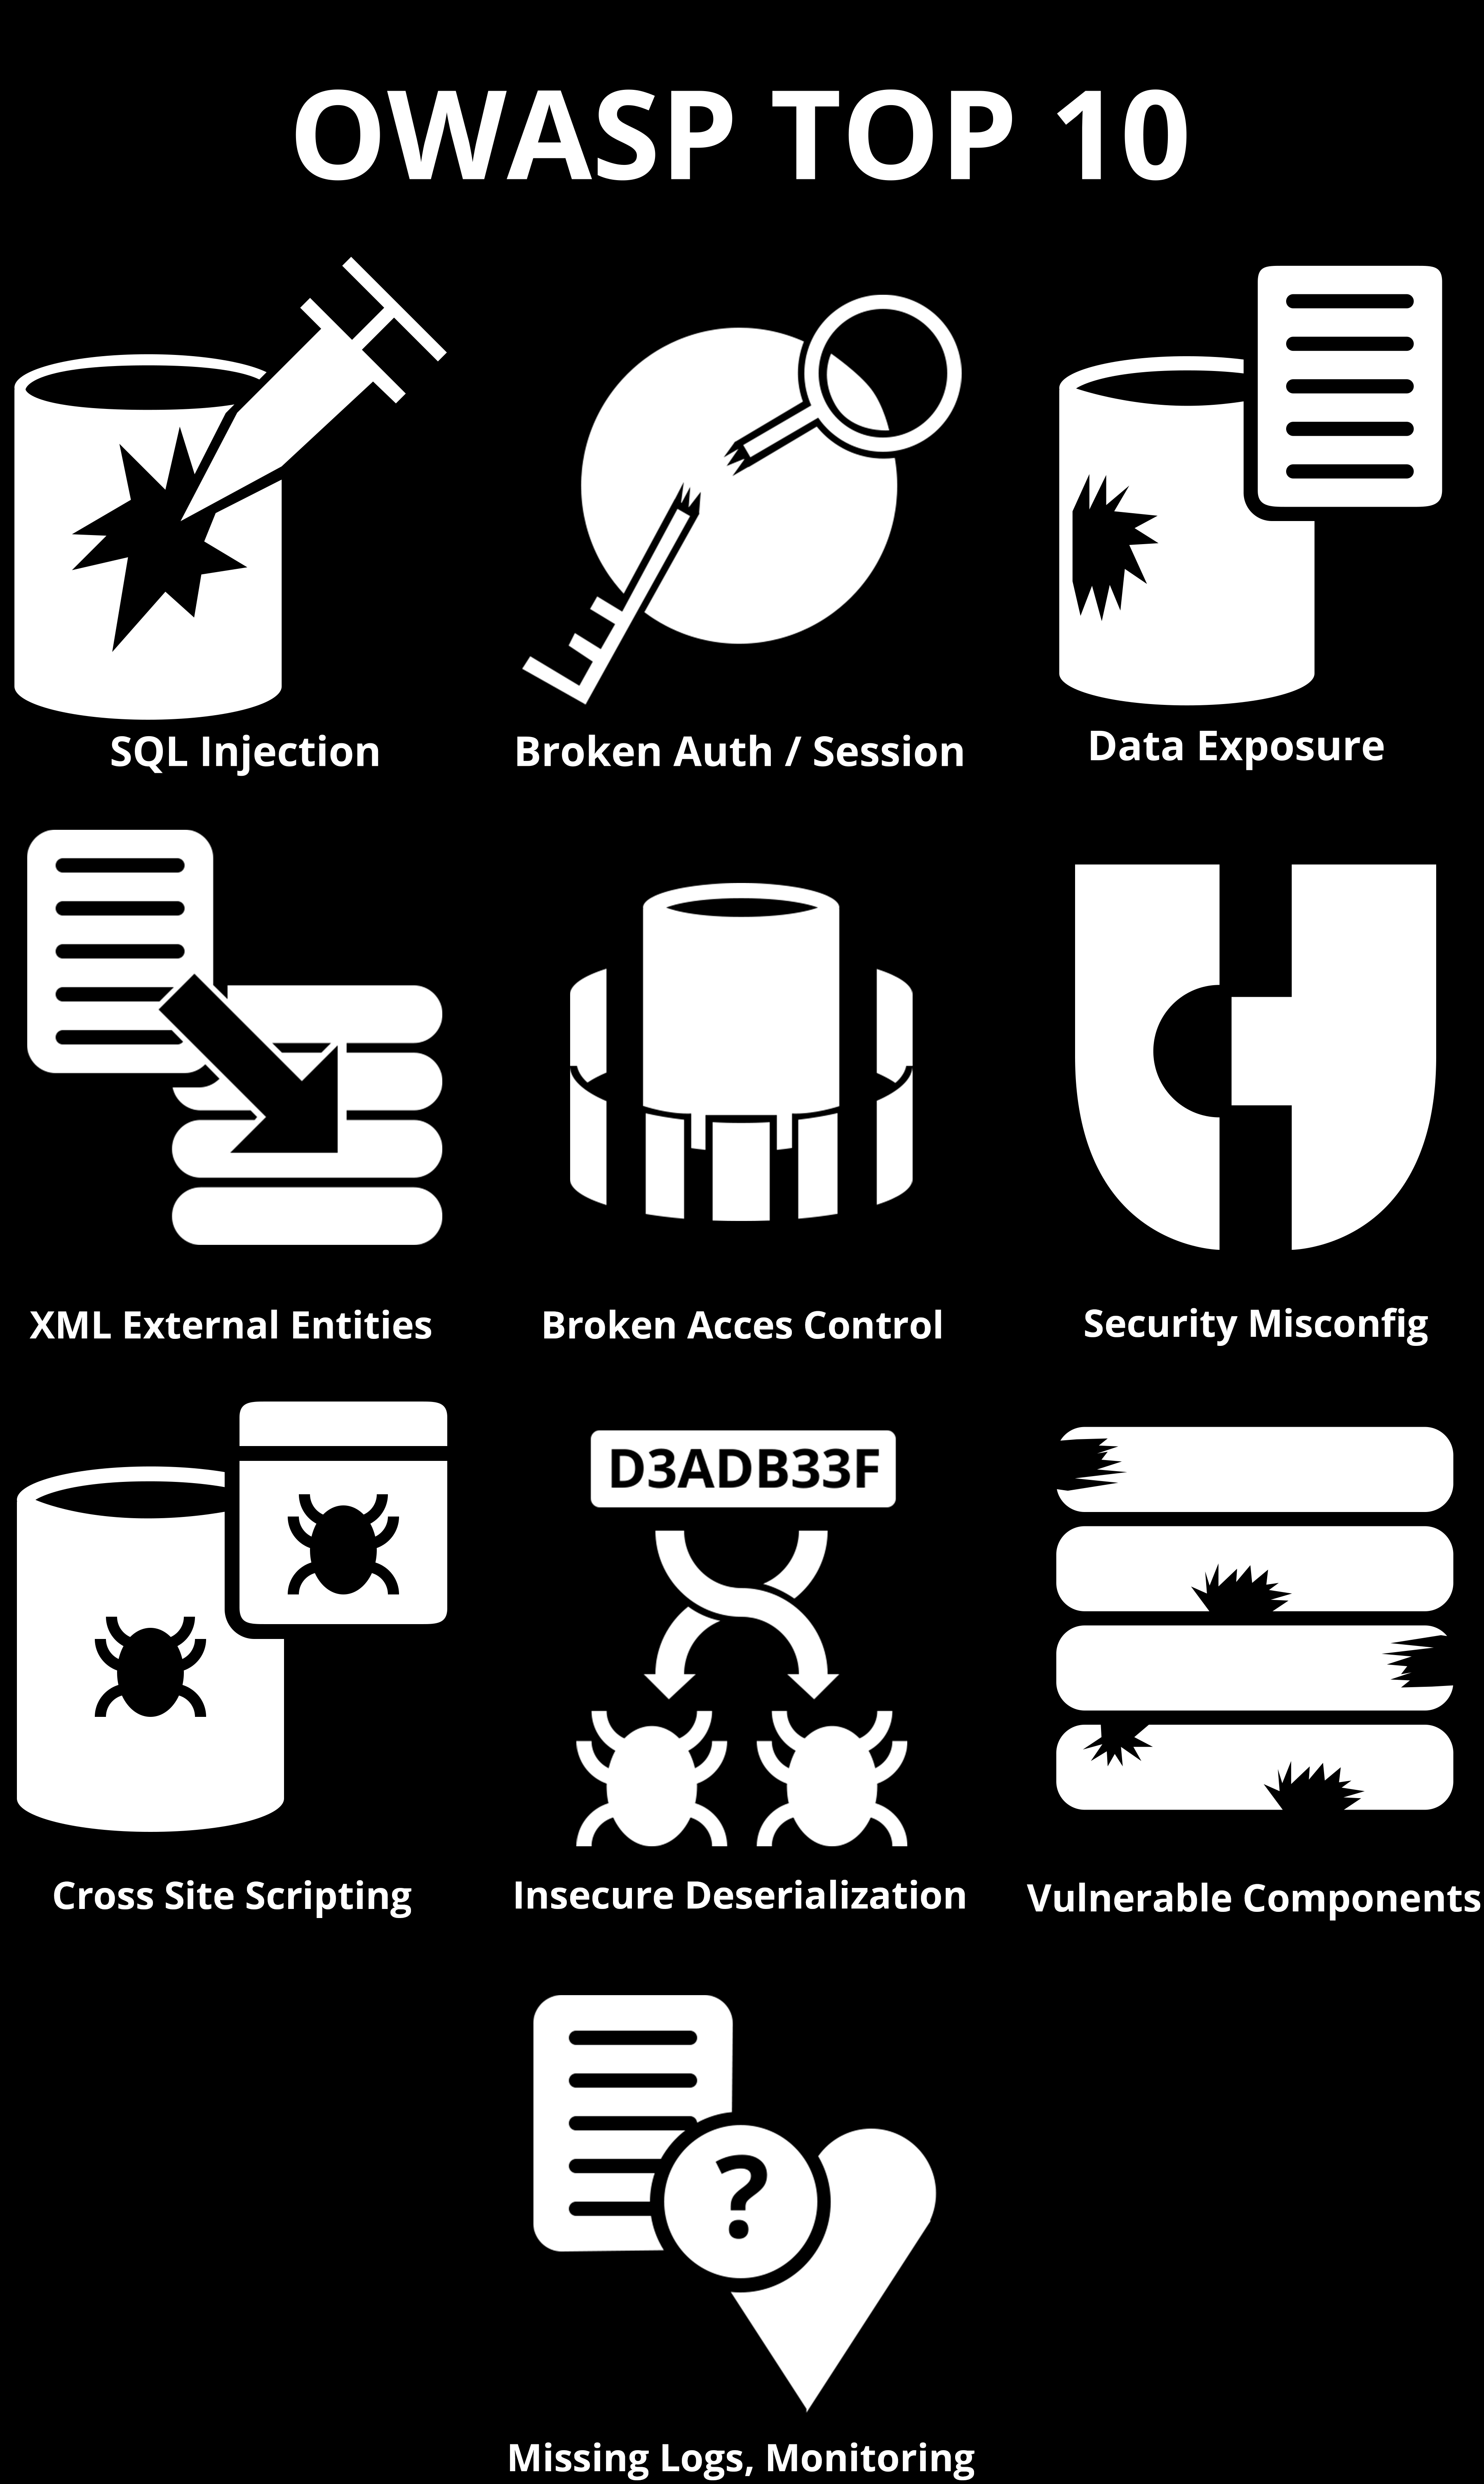 OWASP TOP 10
SQL Injection
Broken Auth / Session
Data Exposure
XML External Entities
Broken Acces Control
Security Misconfig
D3ADB33F
Cross Site Scripting
Insecure Deserialization
Vulnerable Components
?
Missing Logs, Monitoring